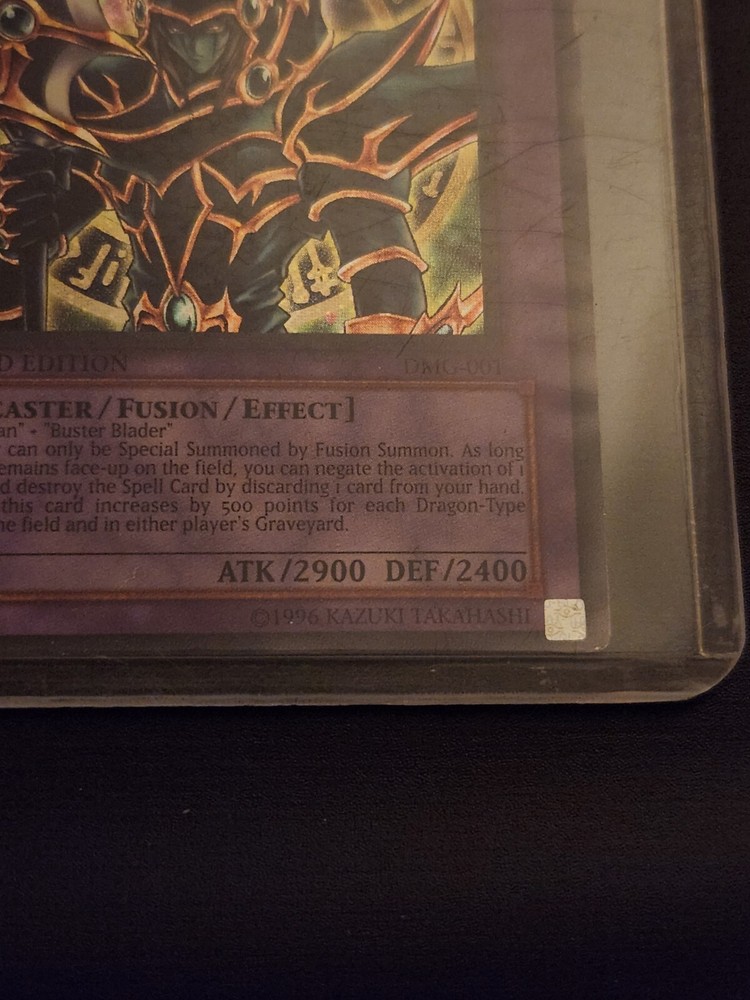 D EDITION DMG-001
CASTER/FUSION/EFFECT]
an" + "Buster Blader"
can only be Special Summoned by Fusion Summon. As long
emains face-up on the field, you can negate the activation of 1
d destroy the Spell Card by discarding 1 card from your hand.
this card increases by 500 points for each Dragon-Type
he field and in either player's Graveyard.
ATK/2900 DEF/2400
©1996 KAZUKI TAKAHASHI